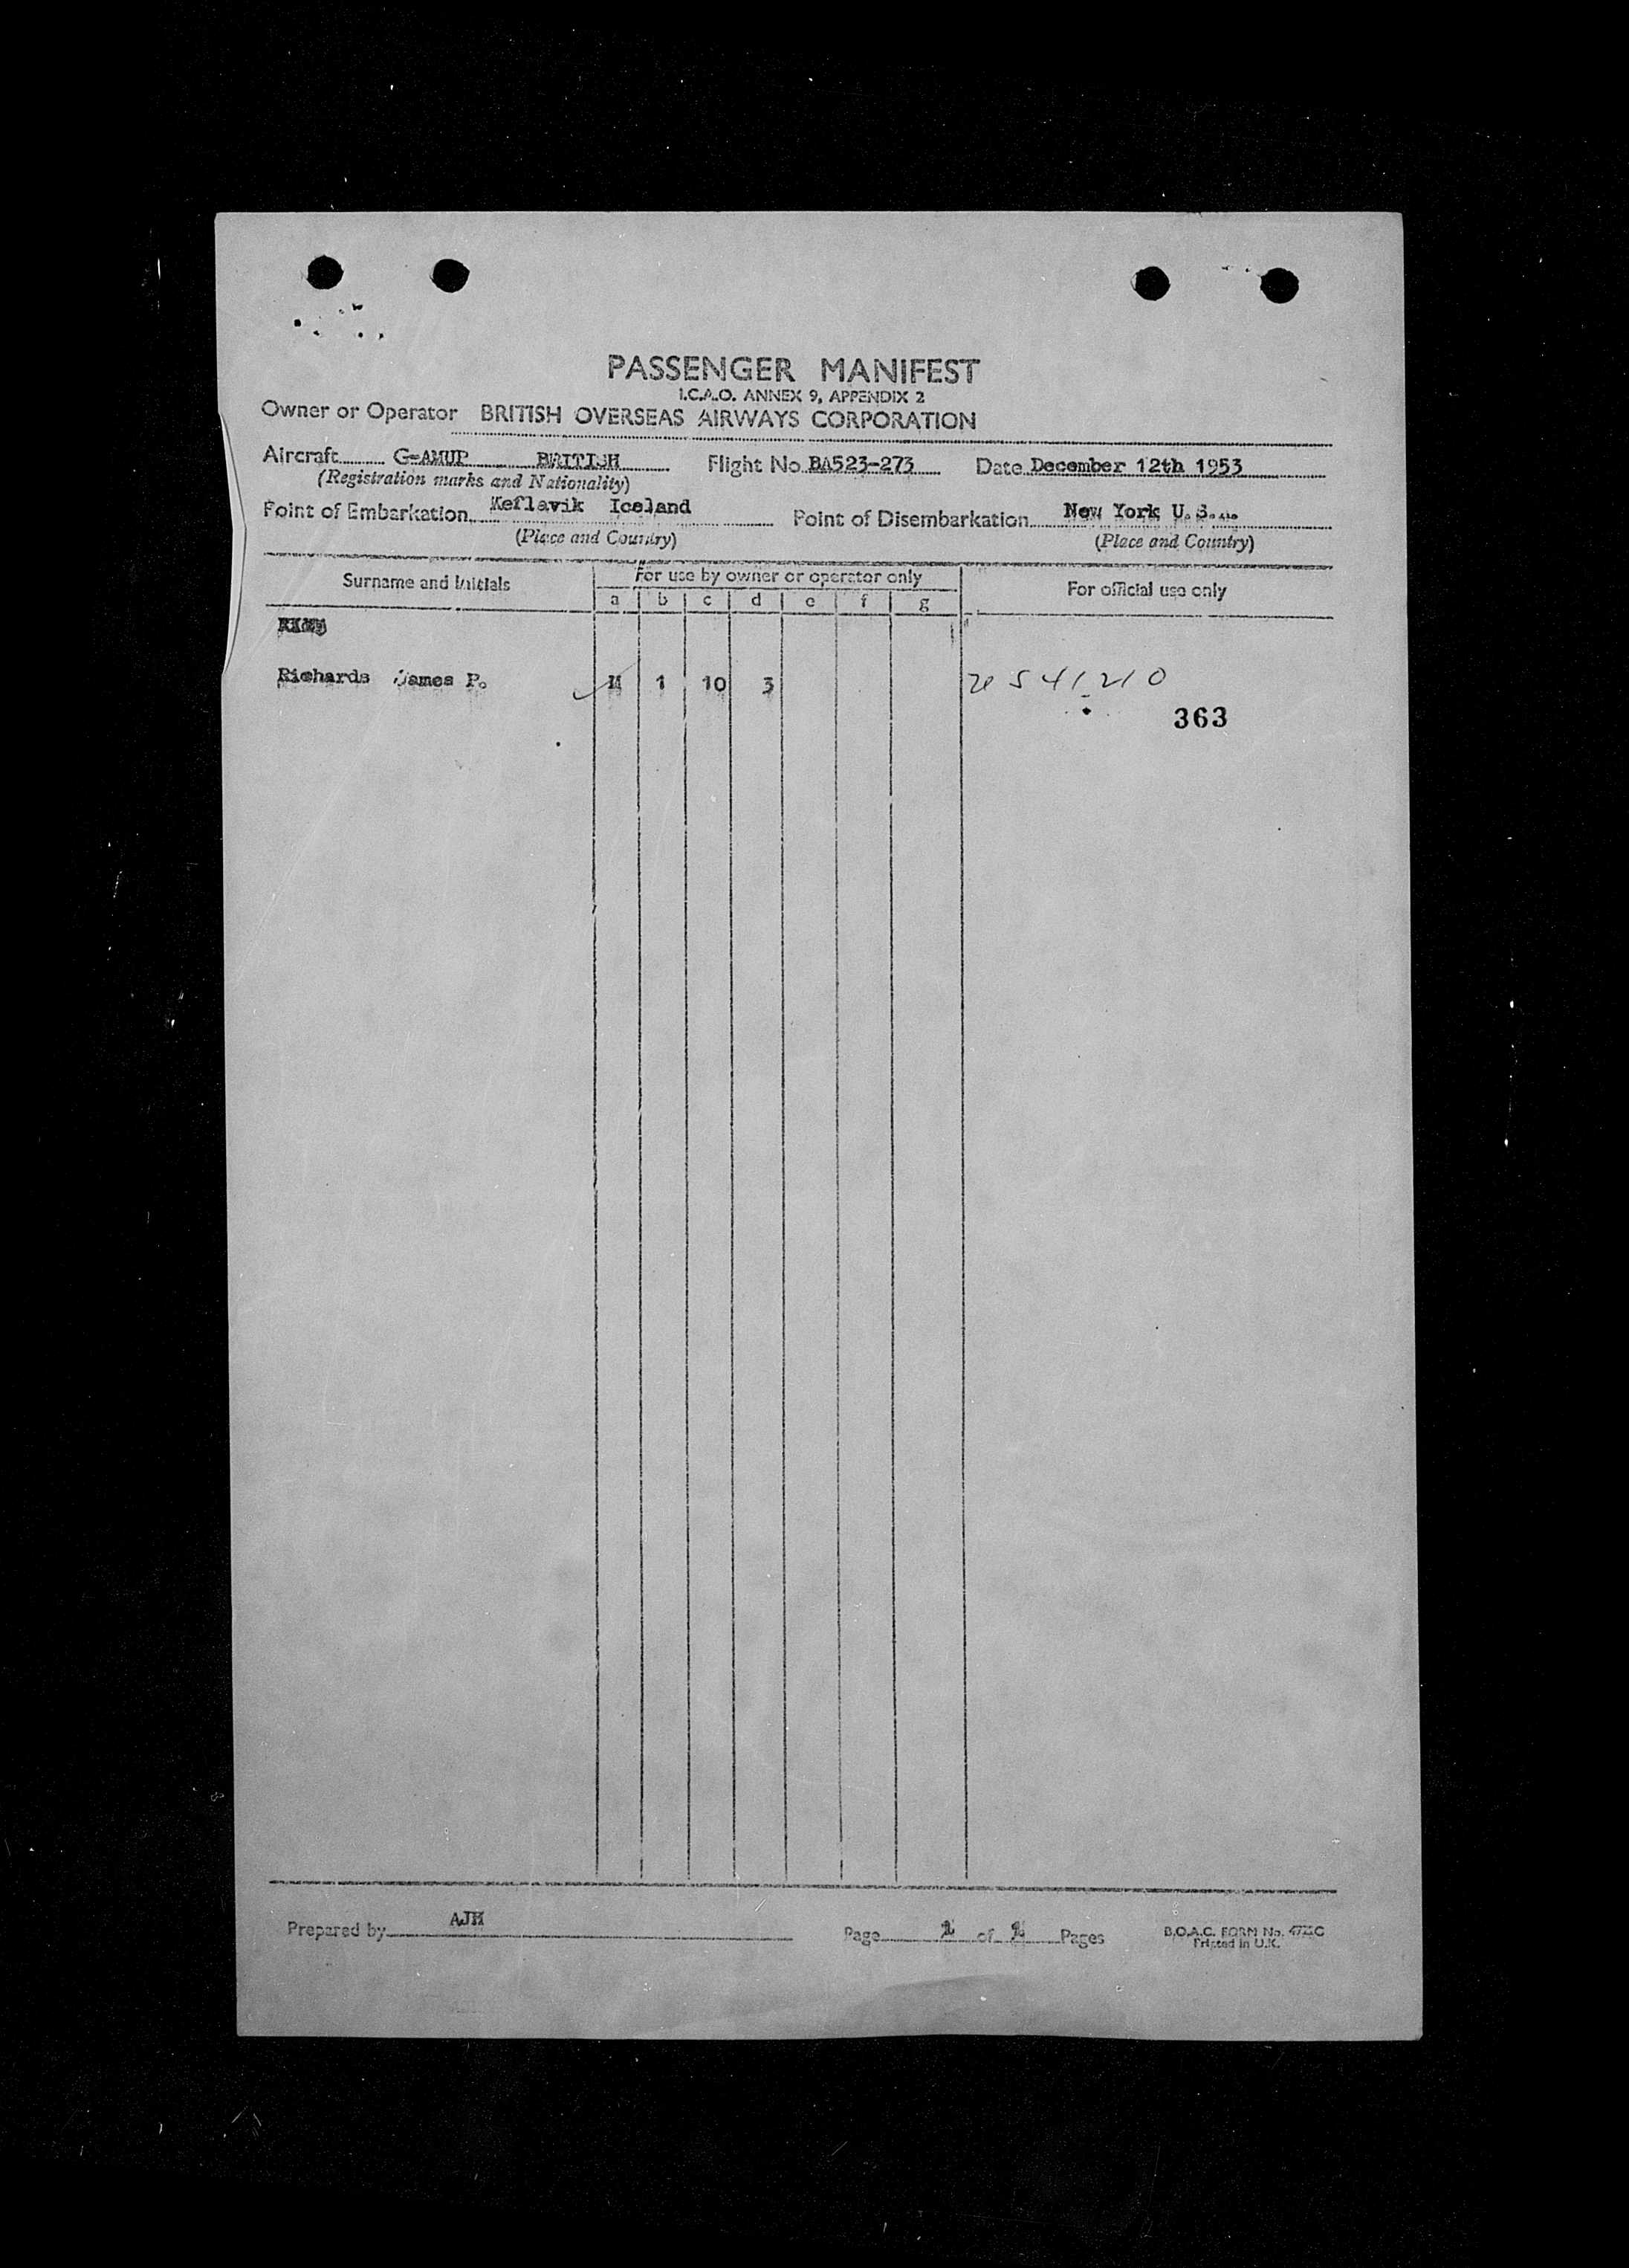 PASSENGER MANIFEST
I.C.A.O. ANNEX 9, APPENDIX 2
Owner or Operator BRITISH OVERSEAS AIRWAYS CORPORATION
Aircraft G-AMUP BRITISH Flight No. BA523-273 Date December 12th 1953
(Registration marks and Nationality)
Point of Embarkation Keflavik Iceland Point of Disembarkation New York U.S.A.
(Place and Country) (Place and Country)
Surname and Initials For use by owner or operator only For official use only
a b c d e f g
Richards James P. M 1 10 3
363
Prepared by AJH Page of Pages B.O.A.C. FORM No.
Printed in U.K.